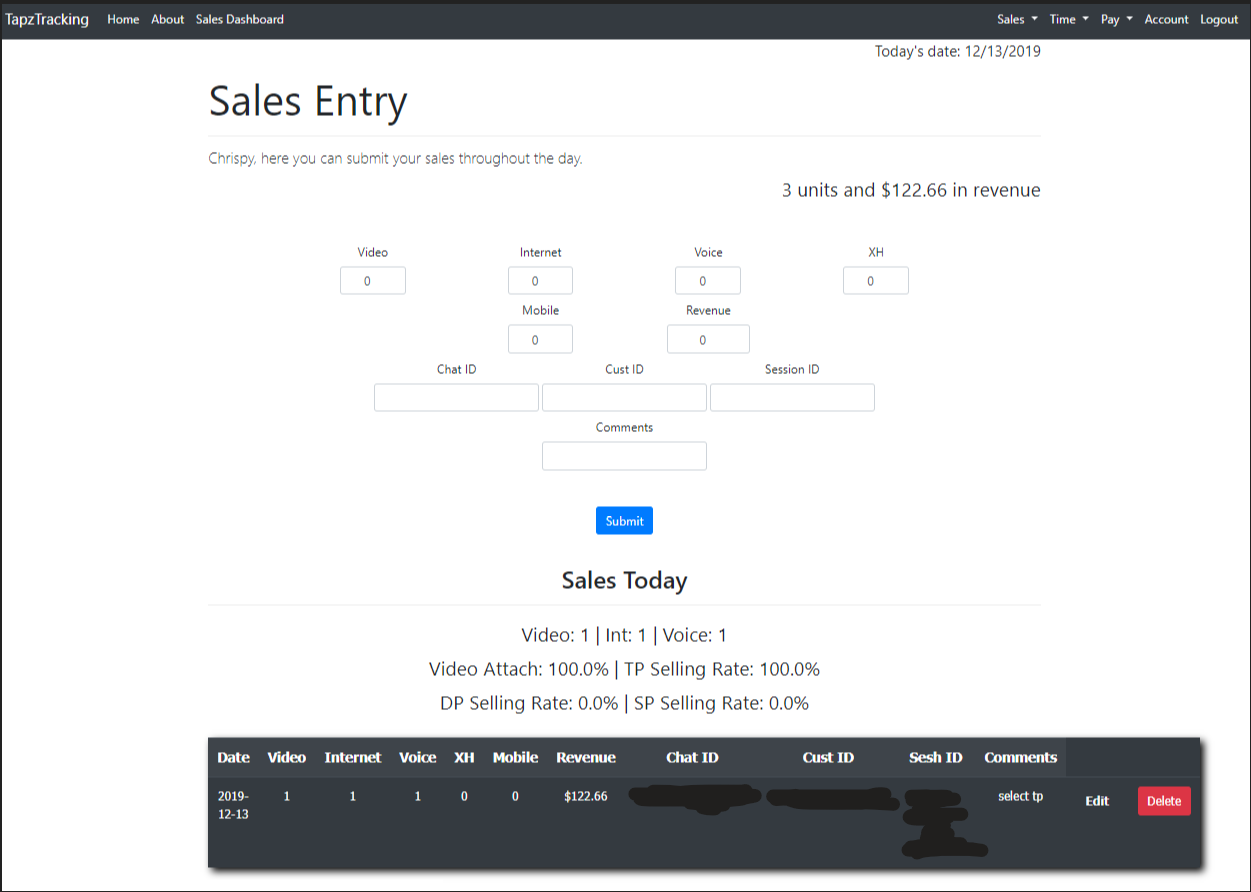 TapzTracking Home About Sales Dashboard Sales Time Pay Account Logout
Today's date: 12/13/2019
Sales Entry
Chrispy, here you can submit your sales throughout the day.
3 units and $122.66 in revenue
Video Internet Voice XH
0 0 0 0
Mobile Revenue
0 0
Chat ID Cust ID Session ID
Comments
Submit
Sales Today
Video: 1 | Int: 1 | Voice: 1
Video Attach: 100.0% | TP Selling Rate: 100.0%
DP Selling Rate: 0.0% | SP Selling Rate: 0.0%
Date Video Internet Voice XH Mobile Revenue Chat ID Cust ID Sesh ID Comments
2019- 1 1 1 0 0 $122.66 select tp Edit Delete
12-13